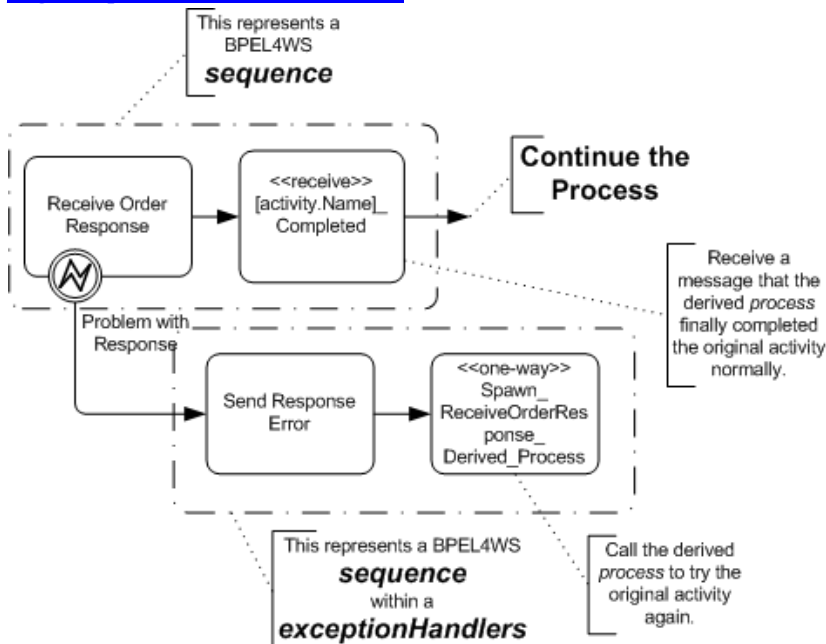 This represents a
BPEL4WS
sequence
Receive Order
Response
<<receive>>
[activity.Name]_
Completed
Continue the
Process
Receive a
message that the
derived process
finally completed
the original activity
normally.
Problem with
Response
Send Response
Error
<<one-way>>
Spawn_
ReceiveOrderRes
ponse_
Derived_Process
This represents a BPEL4WS
sequence
within a
exceptionHandlers
Call the derived
process to try the
original activity
again.